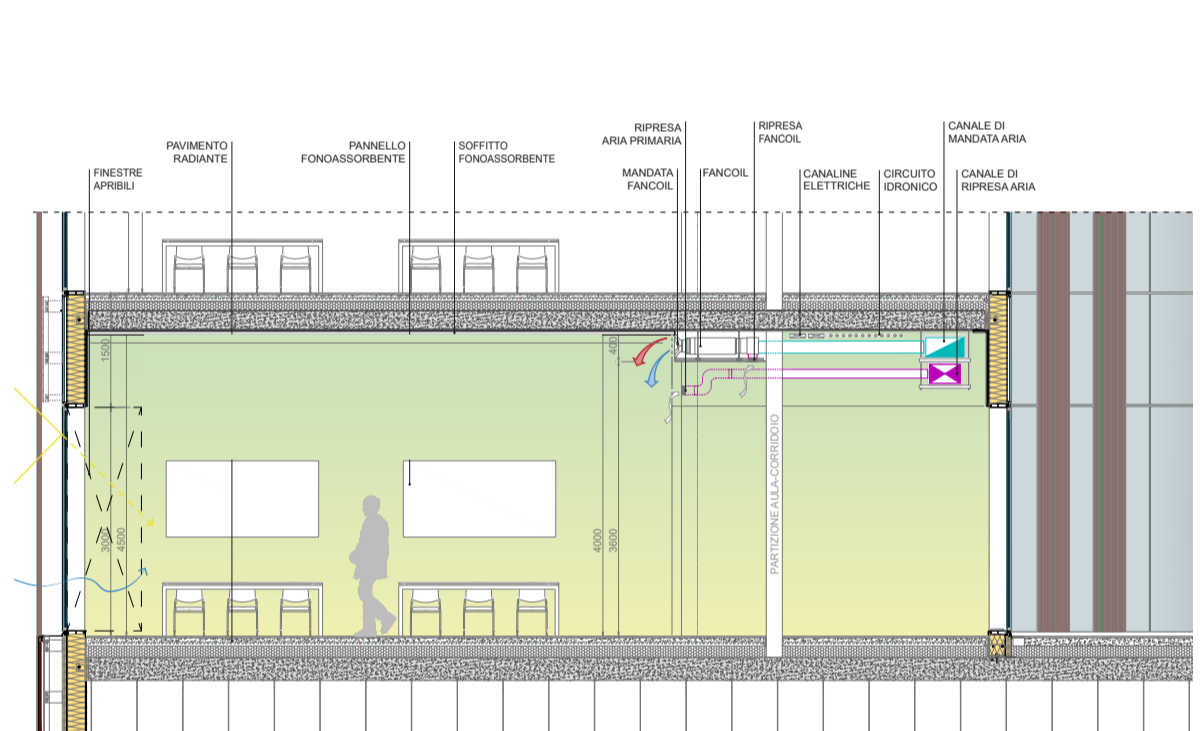 RIPRESA
ARIA PRIMARIA
RIPRESA
FANCOIL
CANALE DI
MANDATA ARIA
PAVIMENTO
RADIANTE
PANNELLO
FONOASSORBENTE
SOFFITTO
FONOASSORBENTE
FINESTRE
APRIBILI
MANDATA
FANCOIL
FANCOIL
CANALINE
ELETTRICHE
CIRCUITO
IDRONICO
CANALE DI
RIPRESA ARIA
1500
400
3000
4500
4000
3600
PARTIZIONE AULA-CORRIDOIO